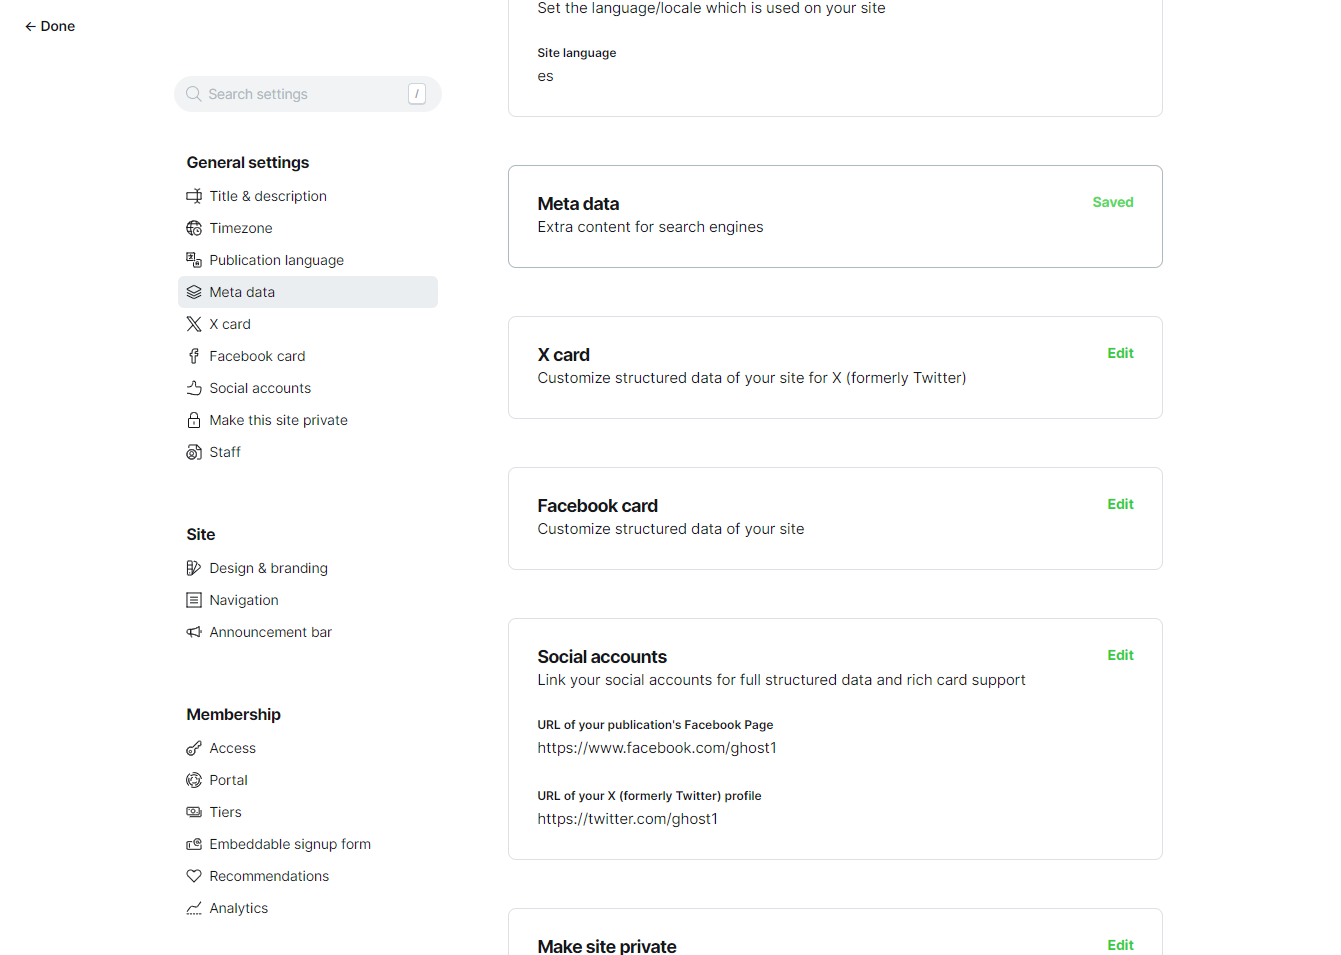 ← Done
Search settings /
General settings
Title & description
Timezone
Publication language
Meta data
X card
Facebook card
Social accounts
Make this site private
Staff
Site
Design & branding
Navigation
Announcement bar
Membership
Access
Portal
Tiers
Embeddable signup form
Recommendations
Analytics
Set the language/locale which is used on your site
Site language
es
Meta data
Saved
Extra content for search engines
X card
Edit
Customize structured data of your site for X (formerly Twitter)
Facebook card
Edit
Customize structured data of your site
Social accounts
Edit
Link your social accounts for full structured data and rich card support
URL of your publication's Facebook Page
https://www.facebook.com/ghost1
URL of your X (formerly Twitter) profile
https://twitter.com/ghost1
Make site private
Edit